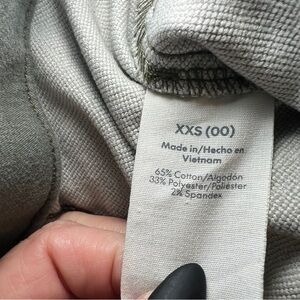 XXS (00)
Made in/Hecho en
Vietnam
65% Cotton/Algodón
33% Polyester/Poliéster
2% Spandex